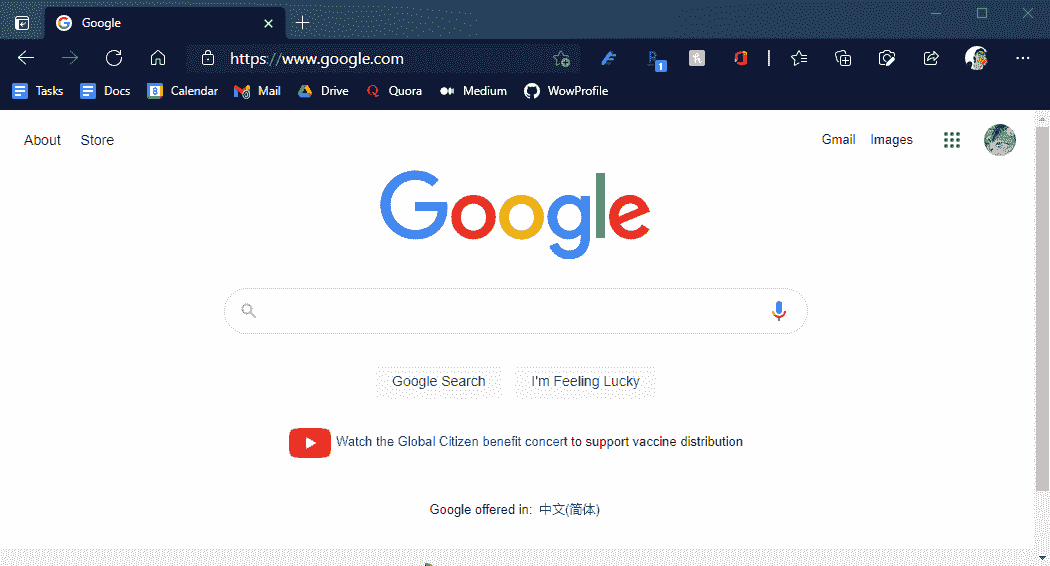 Google
https://www.google.com
1
Tasks Docs 8 Calendar Mail Drive Quora Medium WowProfile
About Store Gmail Images
Google
Google Search I'm Feeling Lucky
Watch the Global Citizen benefit concert to support vaccine distribution
Google offered in: 中文(简体)